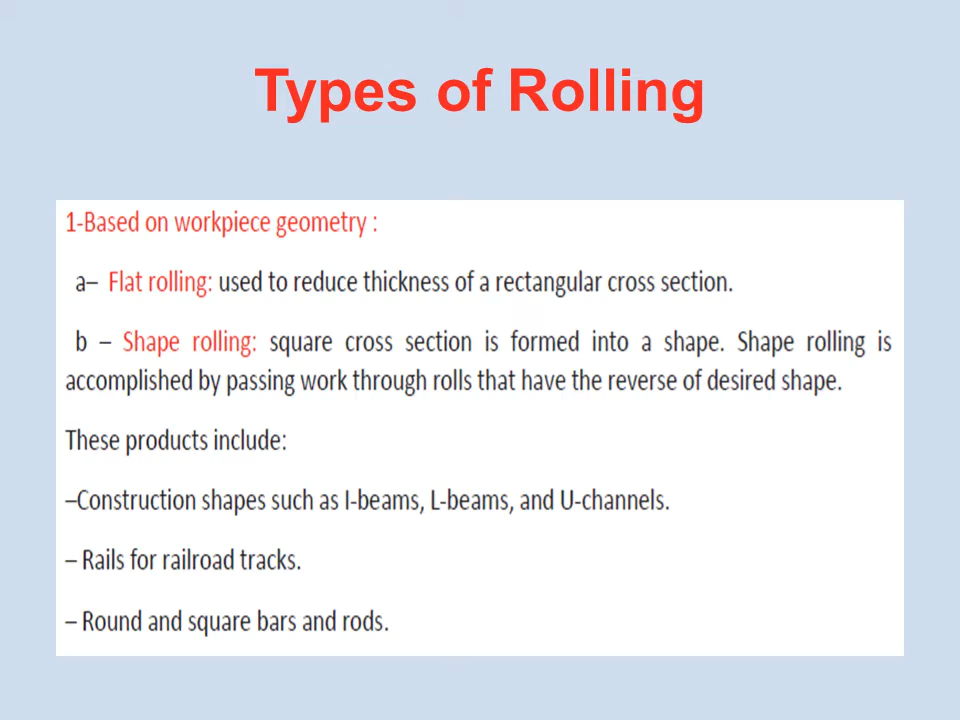 Types of Rolling
1-Based on workpiece geometry :
a– Flat rolling: used to reduce thickness of a rectangular cross section.
b – Shape rolling: square cross section is formed into a shape. Shape rolling is
accomplished by passing work through rolls that have the reverse of desired shape.
These products include:
–Construction shapes such as I-beams, L-beams, and U-channels.
– Rails for railroad tracks.
– Round and square bars and rods.